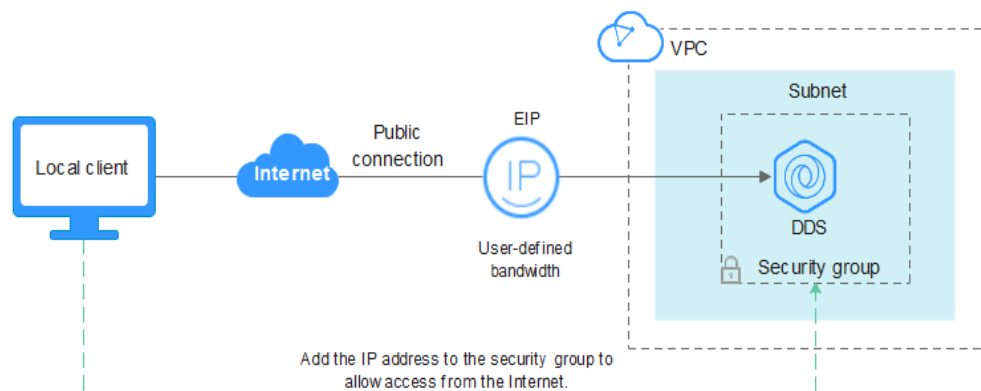 VPC
Subnet
EIP
Public
connection
Local client
Internet
IP
DDS
User-defined
bandwidth
Security group
Add the IP address to the security group to
allow access from the Internet.